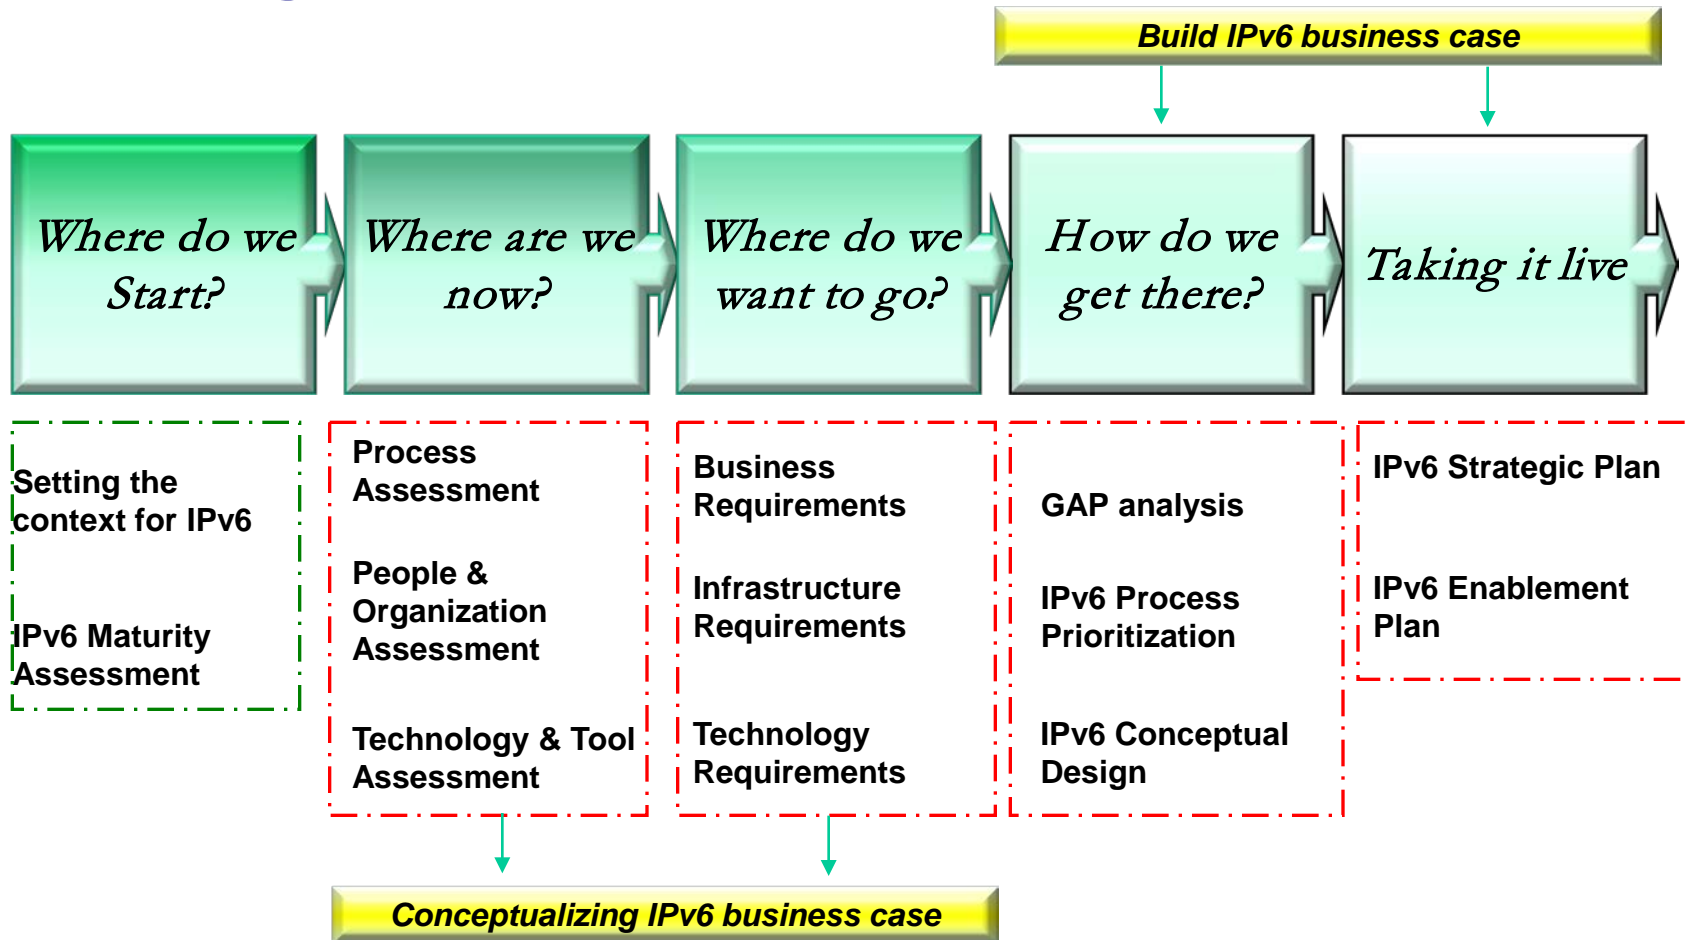 Build IPv6 business case
Where do we
Start?
Where are we
now?
Where do we
want to go?
How do we
get there?
Taking it live
Setting the
context for IPv6
IPv6 Maturity
Assessment
Process
Assessment
People &
Organization
Assessment
Technology & Tool
Assessment
Business
Requirements
Infrastructure
Requirements
Technology
Requirements
GAP analysis
IPv6 Process
Prioritization
IPv6 Conceptual
Design
IPv6 Strategic Plan
IPv6 Enablement
Plan
Conceptualizing IPv6 business case